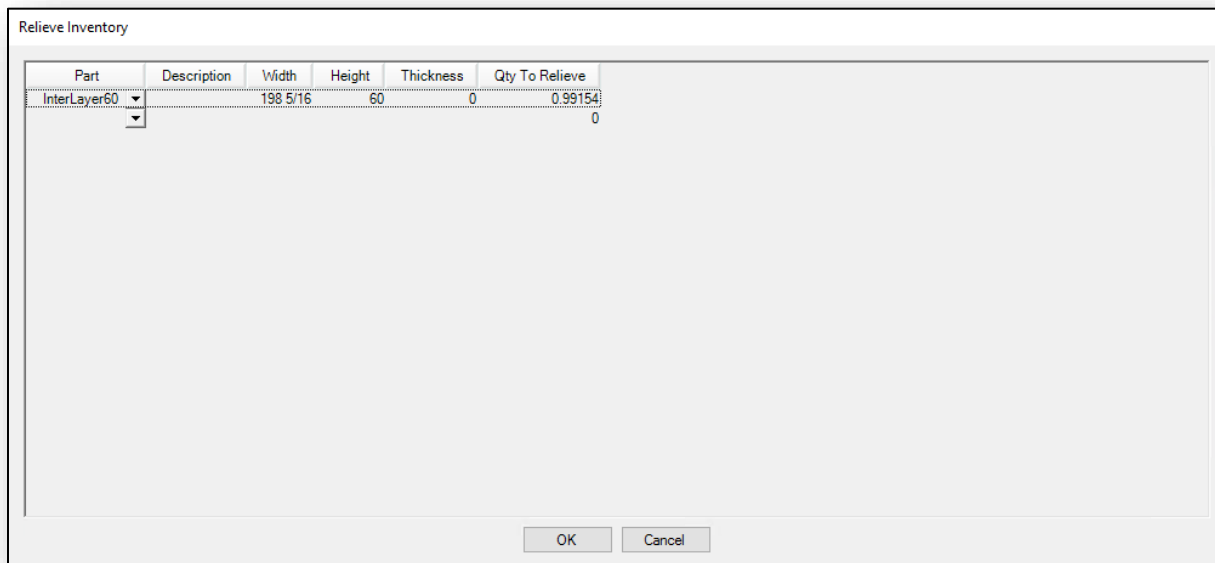 Relieve Inventory
Part Description Width Height Thickness Qty To Relieve
InterLayer60 198 5/16 60 0 0.99154
0
OK Cancel